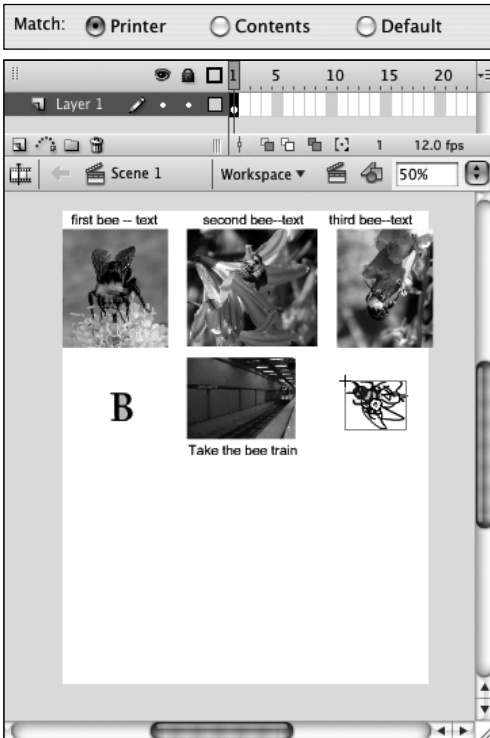 Match: Printer Contents Default
1 5 10 15 20
Layer 1
1 12.0 fps
Scene 1 Workspace 50%
first bee -- text second bee--text third bee--text
B
Take the bee train